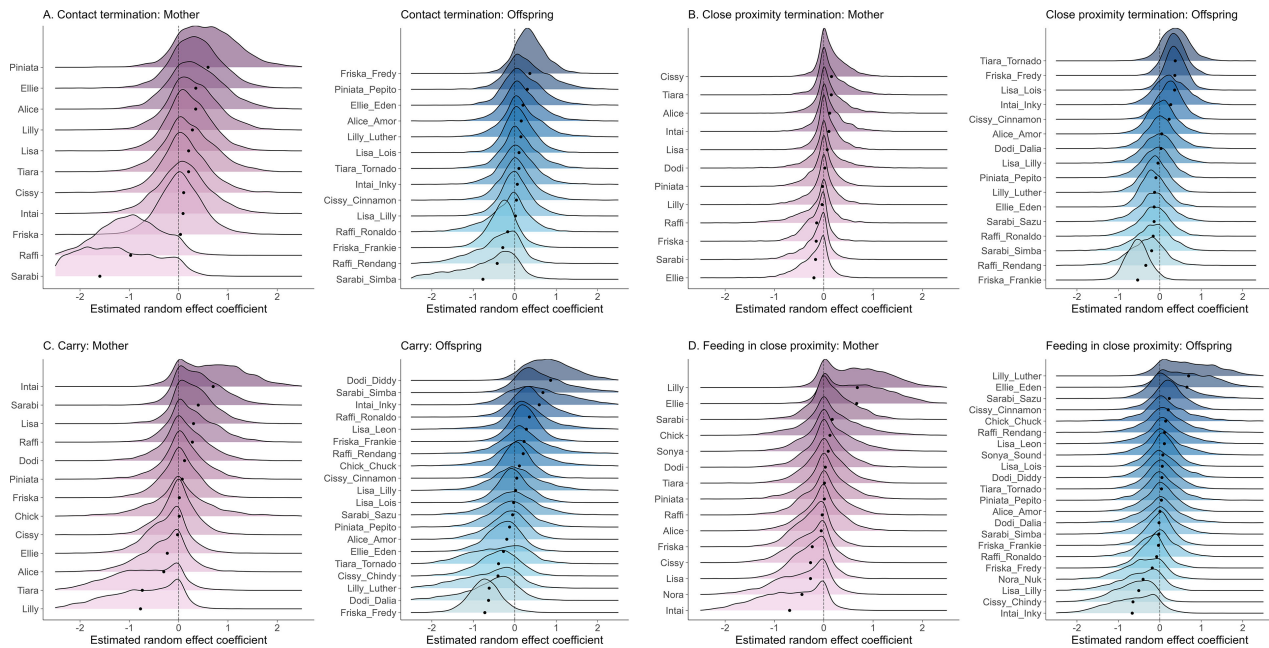 A. Contact termination: Mother
Piniata
Ellie
Alice
Lilly
Lisa
Tiara
Cissy
Intai
Friska
Raffi
Sarabi
-2 -1 0 1 2
Estimated random effect coefficient
Contact termination: Offspring
Friska_Fredy
Piniata_Pepito
Ellie_Eden
Alice_Amor
Lilly_Luther
Lisa_Lois
Tiara_Tornado
Intai_Inky
Cissy_Cinnamon
Lisa_Lilly
Raffi_Ronaldo
Friska_Frankie
Raffi_Rendang
Sarabi_Simba
-2 -1 0 1 2
Estimated random effect coefficient
B. Close proximity termination: Mother
Cissy
Tiara
Alice
Intai
Lisa
Dodi
Piniata
Lilly
Raffi
Friska
Sarabi
Ellie
-2 -1 0 1 2
Estimated random effect coefficient
Close proximity termination: Offspring
Tiara_Tornado
Friska_Fredy
Lisa_Lois
Intai_Inky
Cissy_Cinnamon
Alice_Amor
Dodi_Dalia
Lisa_Lilly
Piniata_Pepito
Lilly_Luther
Ellie_Eden
Sarabi_Sazu
Raffi_Ronaldo
Sarabi_Simba
Raffi_Rendang
Friska_Frankie
-2 -1 0 1 2
Estimated random effect coefficient
C. Carry: Mother
Intai
Sarabi
Lisa
Raffi
Dodi
Piniata
Friska
Chick
Cissy
Ellie
Alice
Tiara
Lilly
-2 -1 0 1 2
Estimated random effect coefficient
Carry: Offspring
Dodi_Diddy
Sarabi_Simba
Intai_Inky
Raffi_Ronaldo
Lisa_Leon
Friska_Frankie
Raffi_Rendang
Chick_Chuck
Cissy_Cinnamon
Lisa_Lilly
Lisa_Lois
Sarabi_Sazu
Piniata_Pepito
Alice_Amor
Ellie_Eden
Tiara_Tornado
Cissy_Chindy
Lilly_Luther
Dodi_Dalia
Friska_Fredy
-2 -1 0 1 2
Estimated random effect coefficient
D. Feeding in close proximity: Mother
Lilly
Ellie
Sarabi
Chick
Sonya
Dodi
Tiara
Piniata
Raffi
Alice
Friska
Cissy
Lisa
Nora
Intai
-2 -1 0 1 2
Estimated random effect coefficient
Feeding in close proximity: Offspring
Lilly_Luther
Ellie_Eden
Sarabi_Sazu
Cissy_Cinnamon
Chick_Chuck
Raffi_Rendang
Lisa_Leon
Sonya_Sound
Lisa_Lois
Dodi_Diddy
Tiara_Tornado
Piniata_Pepito
Alice_Amor
Dodi_Dalia
Sarabi_Simba
Friska_Frankie
Raffi_Ronaldo
Friska_Fredy
Nora_Nuk
Lisa_Lilly
Cissy_Chindy
Intai_Inky
-2 -1 0 1 2
Estimated random effect coefficient